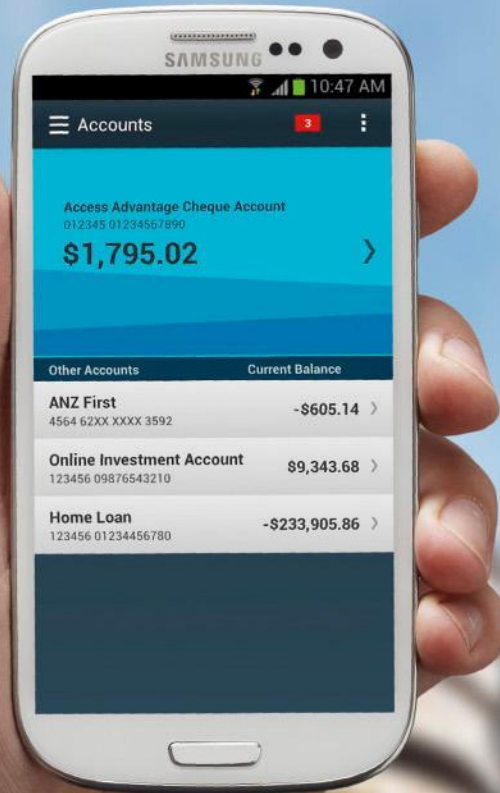 SAMSUNG
10:47 AM
Accounts 3
Access Advantage Cheque Account
012345 01234567890
$1,795.02
Other Accounts Current Balance
ANZ First -$605.14
4564 62XX XXXX 3592
Online Investment Account $9,343.68
123456 09876543210
Home Loan -$233,905.86
123456 01234456780